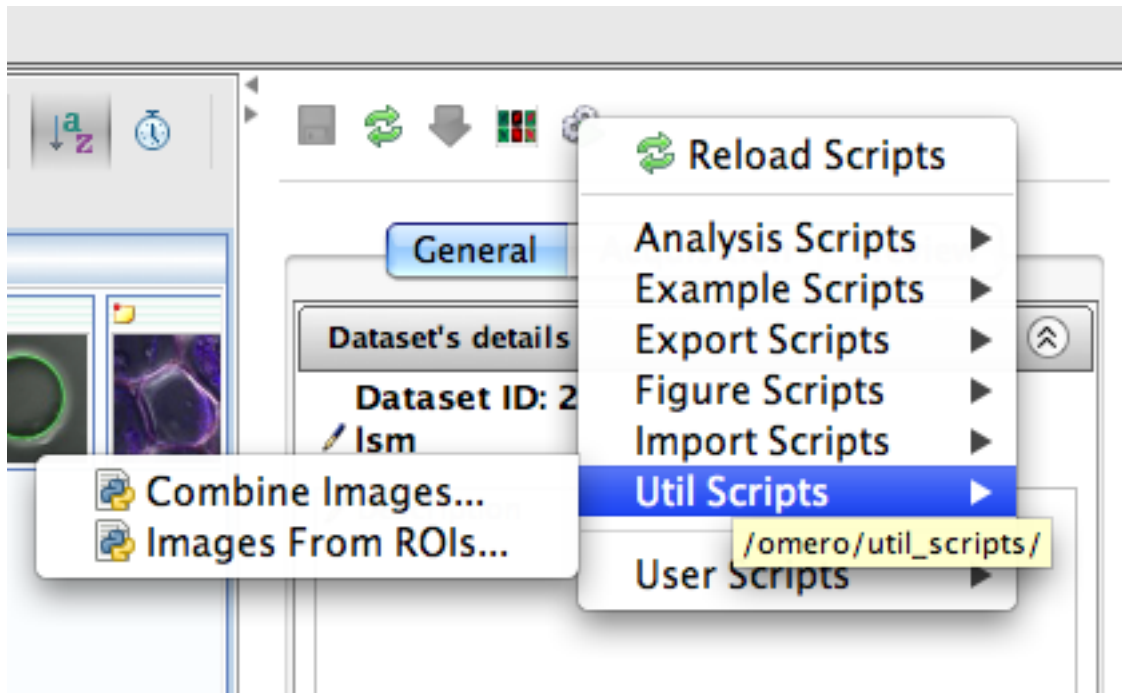 a
z
Reload Scripts
General
Analysis Scripts
Example Scripts
Dataset's details
Export Scripts
Dataset ID: 2
Figure Scripts
lsm
Import Scripts
Util Scripts
Combine Images...
Images From ROIs...
/omero/util_scripts/
User Scripts